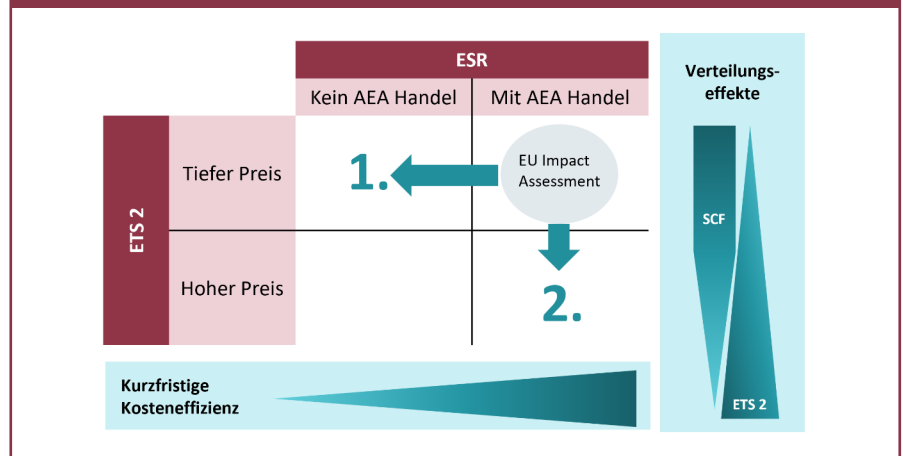 ESR
Kein AEA Handel
Mit AEA Handel
ETS 2
Tiefer Preis
1.
EU Impact
Assessment
Hoher Preis
2.
Kurzfristige
Kosteneffizienz
Verteilungs-
effekte
SCF
ETS 2